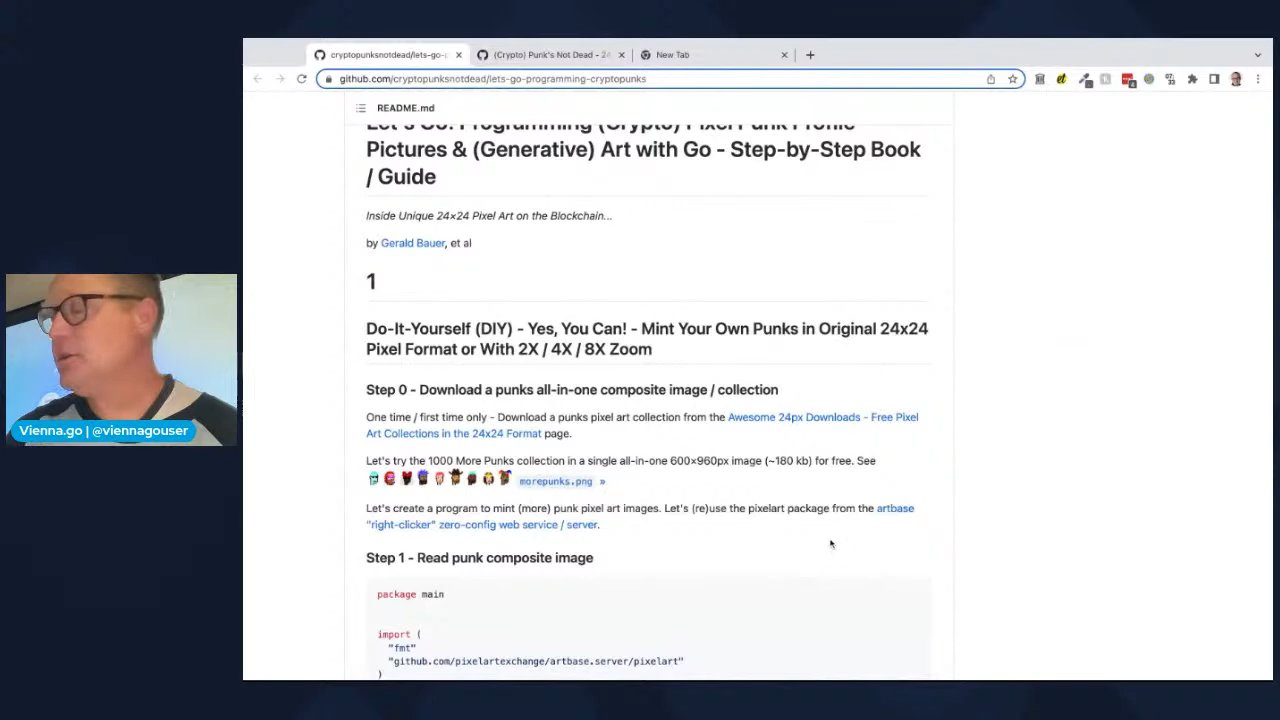 cryptopunksnotdead/lets-go-
(Crypto) Punk's Not Dead - 24
New Tab
github.com/cryptopunksnotdead/lets-go-programming-cryptopunks
README.md
Let's Go! Programming (Crypto) Pixel Punk Profile
Pictures & (Generative) Art with Go - Step-by-Step Book
/ Guide
Inside Unique 24×24 Pixel Art on the Blockchain...
by Gerald Bauer, et al
1
Do-It-Yourself (DIY) - Yes, You Can! - Mint Your Own Punks in Original 24x24
Pixel Format or With 2X / 4X / 8X Zoom
Step 0 - Download a punks all-in-one composite image / collection
One time / first time only - Download a punks pixel art collection from the Awesome 24px Downloads - Free Pixel
Art Collections in the 24x24 Format page.
Let's try the 1000 More Punks collection in a single all-in-one 600×960px image (~180 kb) for free. See
morepunks.png »
Let's create a program to mint (more) punk pixel art images. Let's (re)use the pixelart package from the artbase
"right-clicker" zero-config web service / server.
Step 1 - Read punk composite image
package main
import (
"fmt"
"github.com/pixelartexchange/artbase.server/pixelart"
)
Vienna.go | @viennagouser